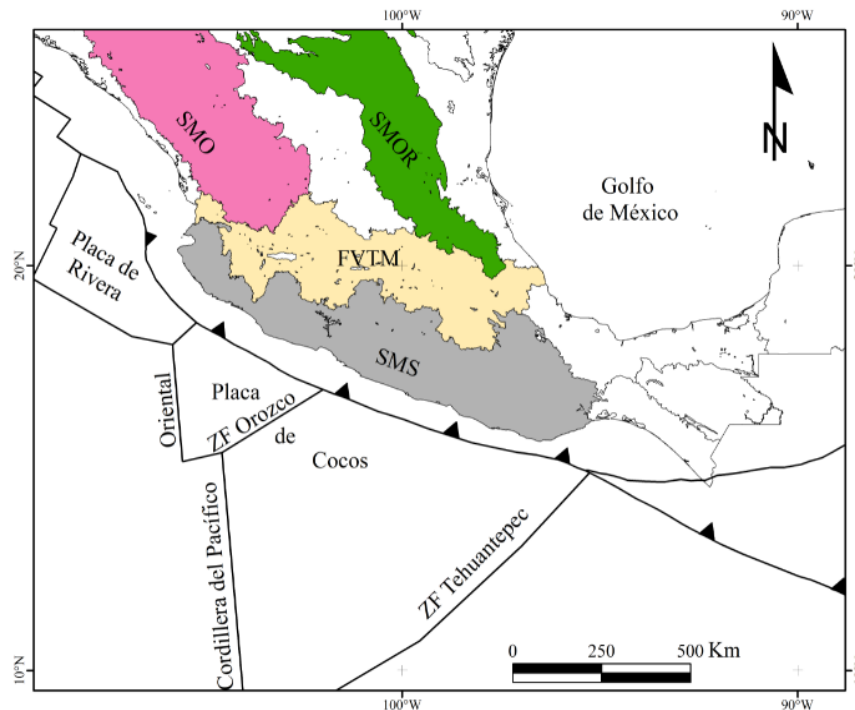 100°W
90°W
SMO
SMOR
N
Golfo
de México
Placa de
Rivera
20°N
FVTM
SMS
Oriental
Placa
ZF Orozco
de
Cocos
Cordillera del Pacífico
ZF Tehuantepec
0 250 500 Km
10°N
100°W
90°W